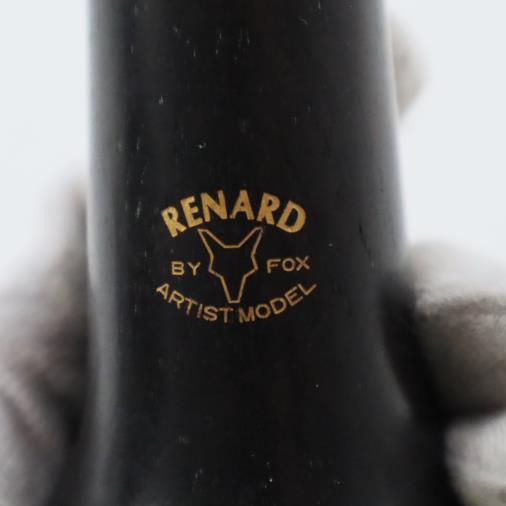 RENARD
BY FOX
ARTIST MODEL